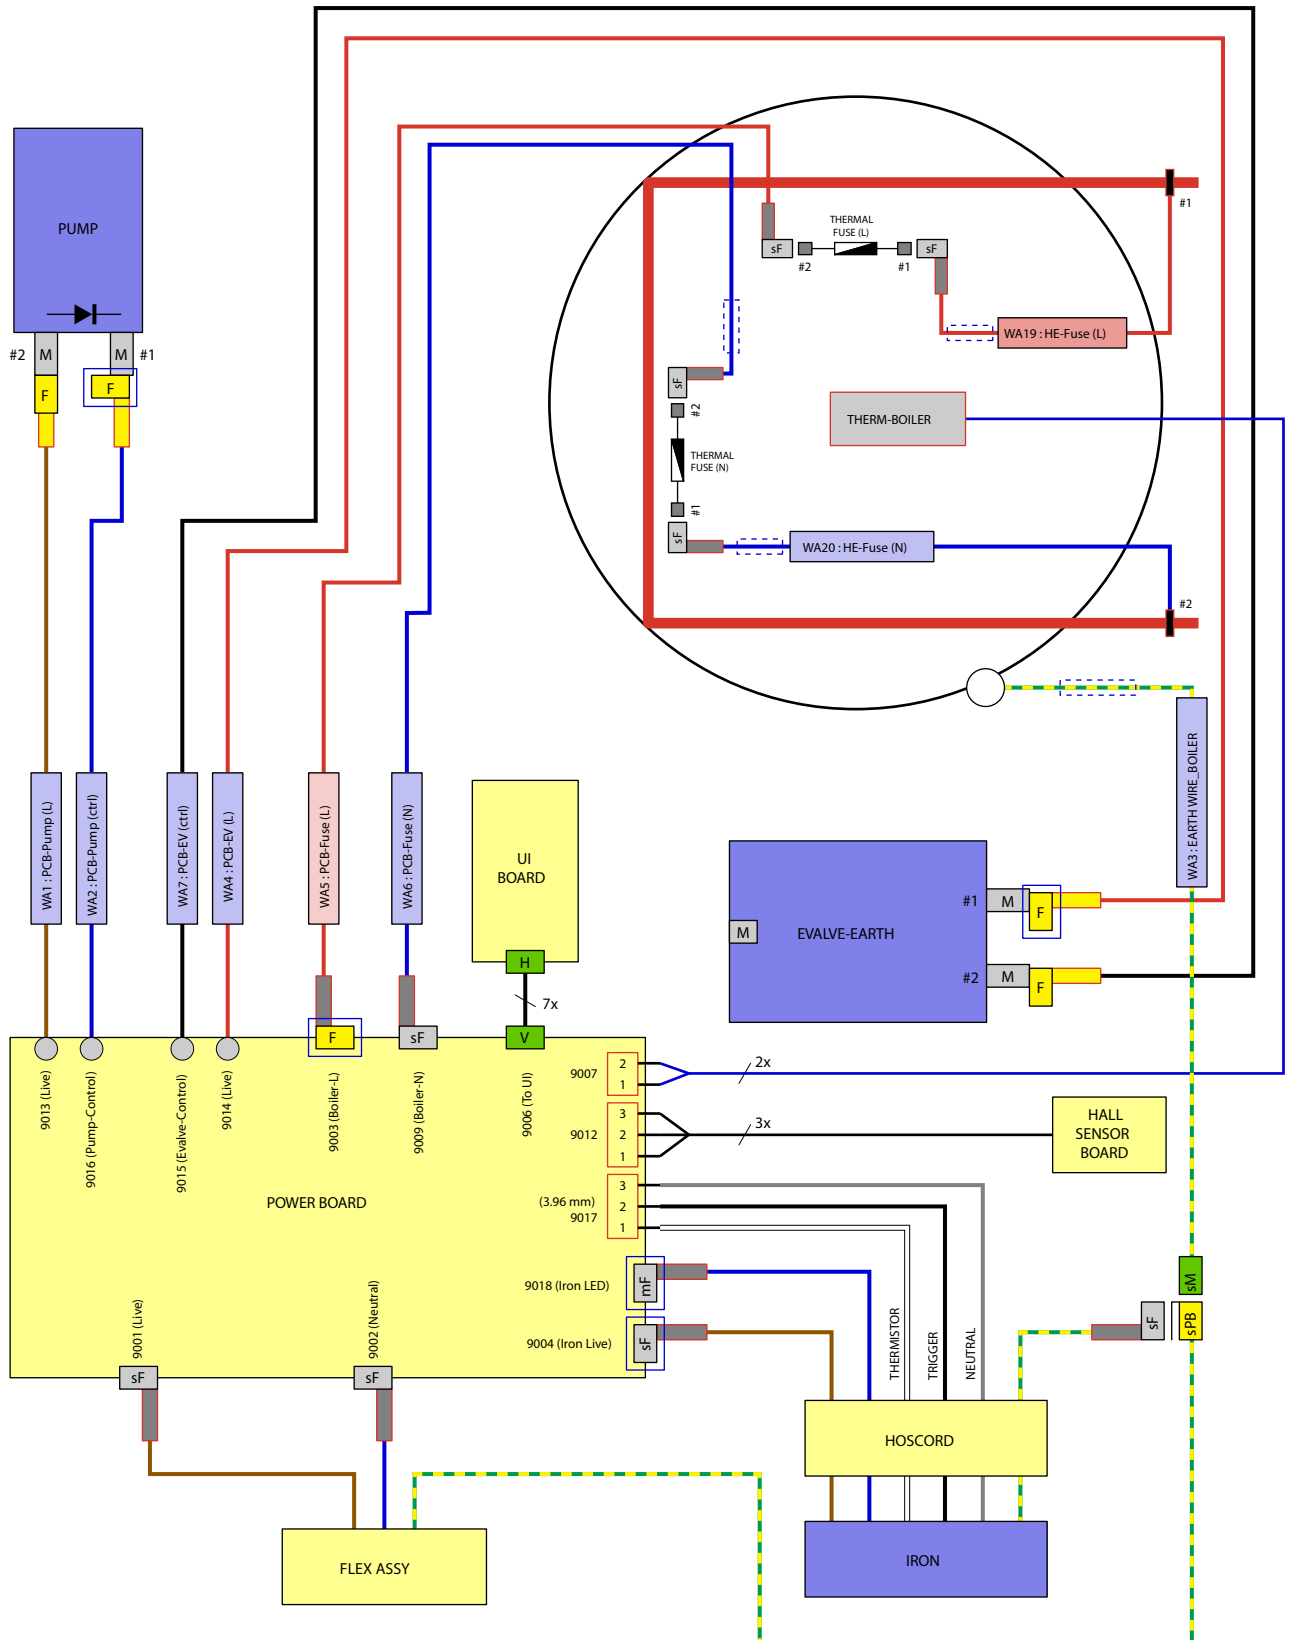 #1
THERMAL
FUSE (L)
PUMP
sF
sF
#2
#1
WA19 : HE-Fuse (L)
#2
M
M
#1
F
F
sF
#2
THERM-BOILER
THERMAL
FUSE (N)
#1
sF
WA20 : HE-Fuse (N)
#2
WA3 : EARTH WIRE_BOILER
WA1 : PCB-Pump (L)
WA2 : PCB-Pump (ctrl)
WA7 : PCB-EV (ctrl)
WA4 : PCB-EV (L)
WA5 : PCB-Fuse (L)
WA6 : PCB-Fuse (N)
UI
BOARD
H
7x
V
#1
M
F
M
EVALVE-EARTH
#2
M
F
F
sF
9013 (Live)
9016 (Pump-Control)
9015 (Evalve-Control)
9014 (Live)
9003 (Boiler-L)
9009 (Boiler-N)
9006 (To UI)
9007
2
1
2x
9012
3
2
1
3x
HALL
SENSOR
BOARD
POWER BOARD
(3.96 mm)
9017
3
2
1
9018 (Iron LED)
mF
9004 (Iron Live)
sF
9001 (Live)
9002 (Neutral)
sF
sF
THERMISTOR
TRIGGER
NEUTRAL
sM
sF
sPB
HOSCORD
FLEX ASSY
IRON